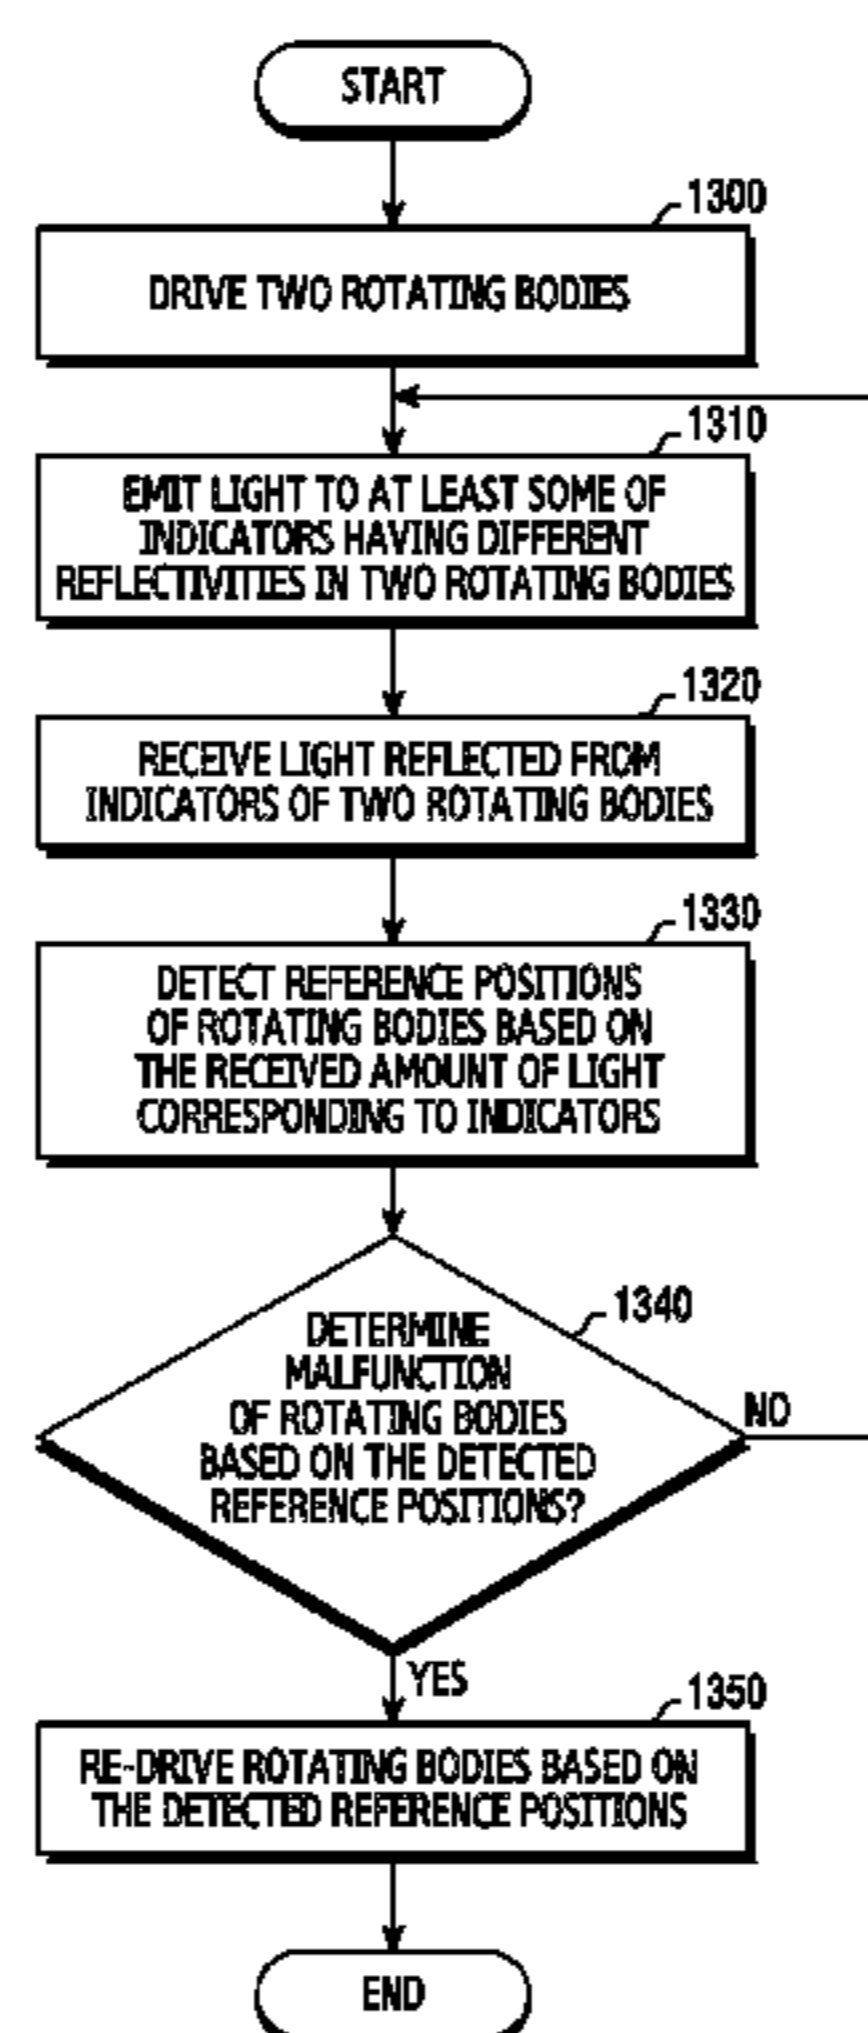 START
1300
DRIVE TWO ROTATING BODIES
1310
EMIT LIGHT TO AT LEAST SOME OF
INDICATORS HAVING DIFFERENT
REFLECTIVITIES IN TWO ROTATING BODIES
1320
RECEIVE LIGHT REFLECTED FROM
INDICATORS OF TWO ROTATING BODIES
1330
DETECT REFERENCE POSITIONS
OF ROTATING BODIES BASED ON
THE RECEIVED AMOUNT OF LIGHT
CORRESPONDING TO INDICATORS
1340
DETERMINE
MALFUNCTION
OF ROTATING BODIES
BASED ON THE DETECTED
REFERENCE POSITIONS?
NO
YES
1350
RE-DRIVE ROTATING BODIES BASED ON
THE DETECTED REFERENCE POSITIONS
END